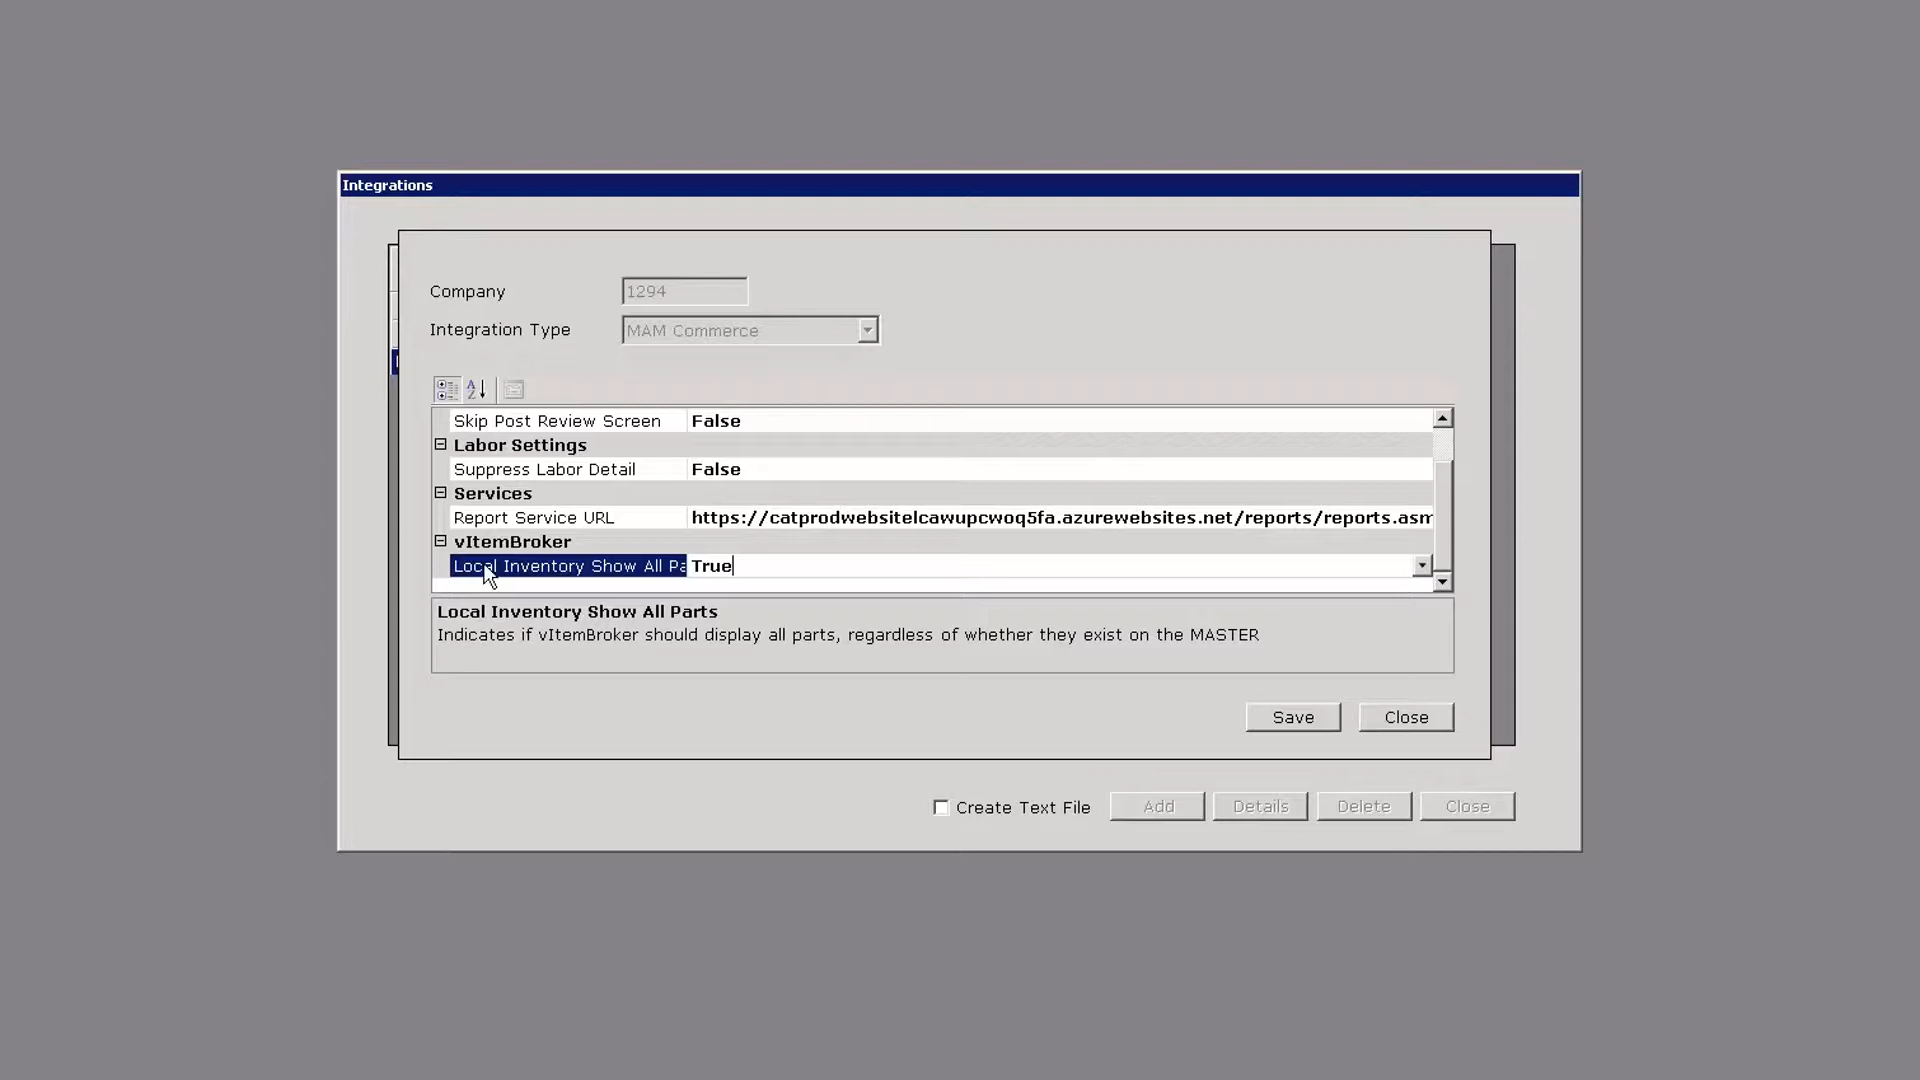 Integrations
Company 1294
Integration Type MAM Commerce
Skip Post Review Screen False
Labor Settings
Suppress Labor Detail False
Services
Report Service URL https://catprodwebsitelcawupcwoq5fa.azurewebsites.net/reports/reports.asm
vItemBroker
Local Inventory Show All Pa True
Local Inventory Show All Parts
Indicates if vItemBroker should display all parts, regardless of whether they exist on the MASTER
Save Close
Create Text File Add Details Delete Close